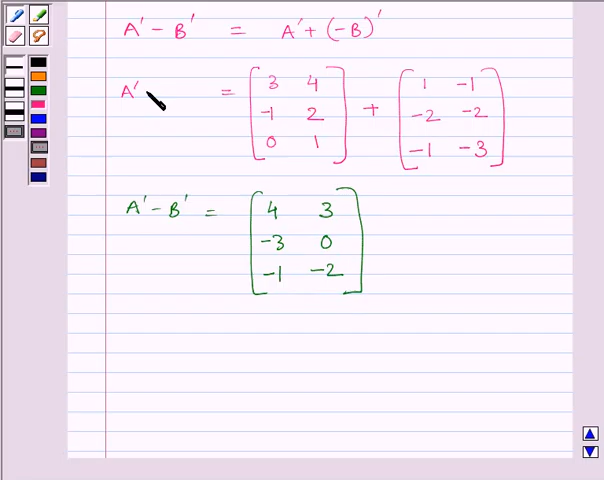 A' - B' = A' + (-B)'
A' = [ 3 4 ] + [ 1 -1 ]
[ -1 2 ] [ -2 -2 ]
[ 0 1 ] [ -1 -3 ]
A' - B' = [ 4 3 ]
[ -3 0 ]
[ -1 -2 ]